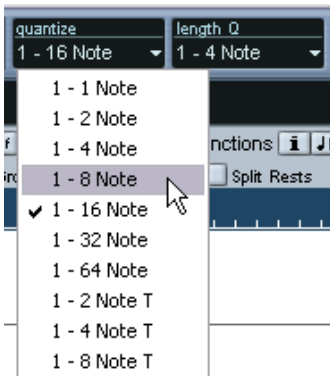 quantize length Q
1 - 16 Note 1 - 4 Note
1 - 1 Note
1 - 2 Note
1 - 4 Note
nctions i
1 - 8 Note Split Rests
1 - 16 Note
1 - 32 Note
1 - 64 Note
1 - 2 Note T
1 - 4 Note T
1 - 8 Note T